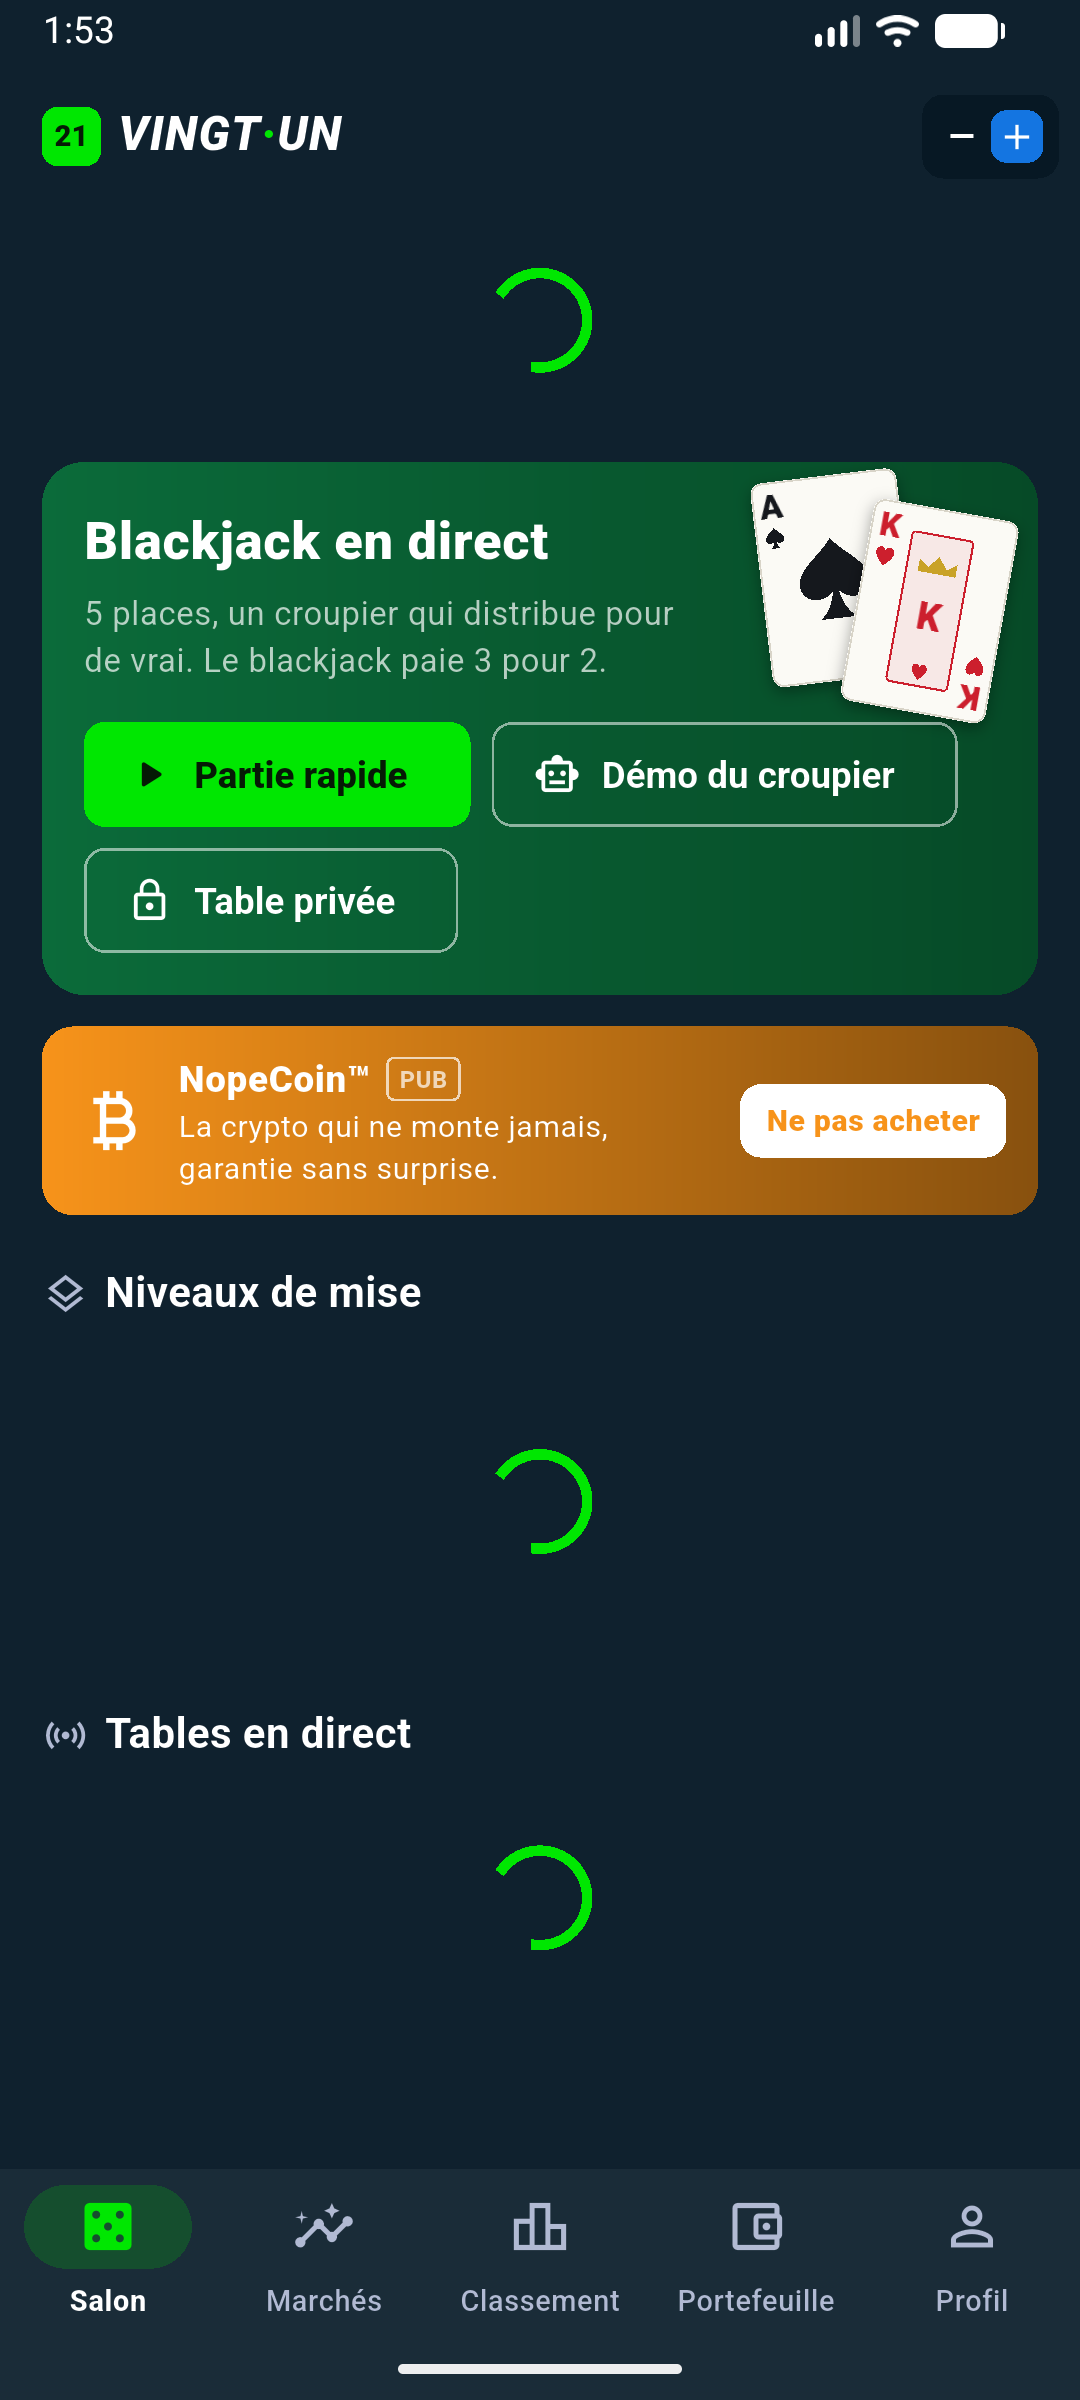 1:53
21 VINGT·UN
− +
Blackjack en direct
5 places, un croupier qui distribue pour
de vrai. Le blackjack paie 3 pour 2.
A
K
K
K
Partie rapide
Démo du croupier
Table privée
NopeCoin™ PUB
La crypto qui ne monte jamais,
garantie sans surprise.
Ne pas acheter
Niveaux de mise
Tables en direct
Salon
Marchés
Classement
Portefeuille
Profil